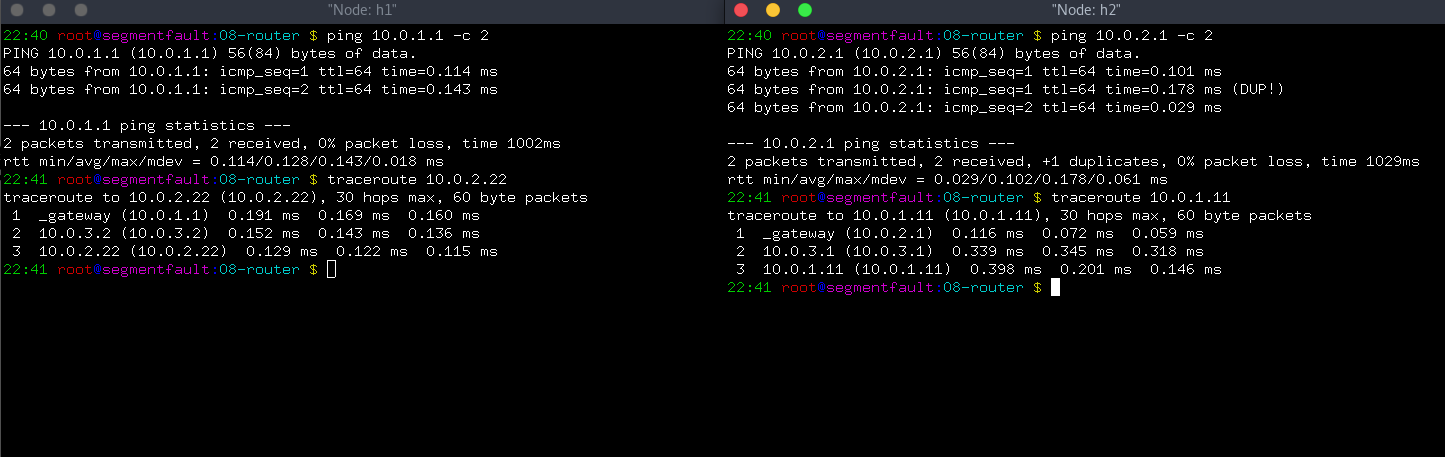 "Node: h1"
22:40 root@segmentfault:08-router $ ping 10.0.1.1 -c 2
PING 10.0.1.1 (10.0.1.1) 56(84) bytes of data.
64 bytes from 10.0.1.1: icmp_seq=1 ttl=64 time=0.114 ms
64 bytes from 10.0.1.1: icmp_seq=2 ttl=64 time=0.143 ms
--- 10.0.1.1 ping statistics ---
2 packets transmitted, 2 received, 0% packet loss, time 1002ms
rtt min/avg/max/mdev = 0.114/0.128/0.143/0.018 ms
22:41 root@segmentfault:08-router $ traceroute 10.0.2.22
traceroute to 10.0.2.22 (10.0.2.22), 30 hops max, 60 byte packets
1  _gateway (10.0.1.1)  0.191 ms  0.169 ms  0.160 ms
2  10.0.3.2 (10.0.3.2)  0.152 ms  0.143 ms  0.136 ms
3  10.0.2.22 (10.0.2.22)  0.129 ms  0.122 ms  0.115 ms
22:41 root@segmentfault:08-router $
"Node: h2"
22:40 root@segmentfault:08-router $ ping 10.0.2.1 -c 2
PING 10.0.2.1 (10.0.2.1) 56(84) bytes of data.
64 bytes from 10.0.2.1: icmp_seq=1 ttl=64 time=0.101 ms
64 bytes from 10.0.2.1: icmp_seq=1 ttl=64 time=0.178 ms (DUP!)
64 bytes from 10.0.2.1: icmp_seq=2 ttl=64 time=0.029 ms
--- 10.0.2.1 ping statistics ---
2 packets transmitted, 2 received, +1 duplicates, 0% packet loss, time 1029ms
rtt min/avg/max/mdev = 0.029/0.102/0.178/0.061 ms
22:41 root@segmentfault:08-router $ traceroute 10.0.1.11
traceroute to 10.0.1.11 (10.0.1.11), 30 hops max, 60 byte packets
1  _gateway (10.0.2.1)  0.116 ms  0.072 ms  0.059 ms
2  10.0.3.1 (10.0.3.1)  0.339 ms  0.345 ms  0.318 ms
3  10.0.1.11 (10.0.1.11)  0.398 ms  0.201 ms  0.146 ms
22:41 root@segmentfault:08-router $